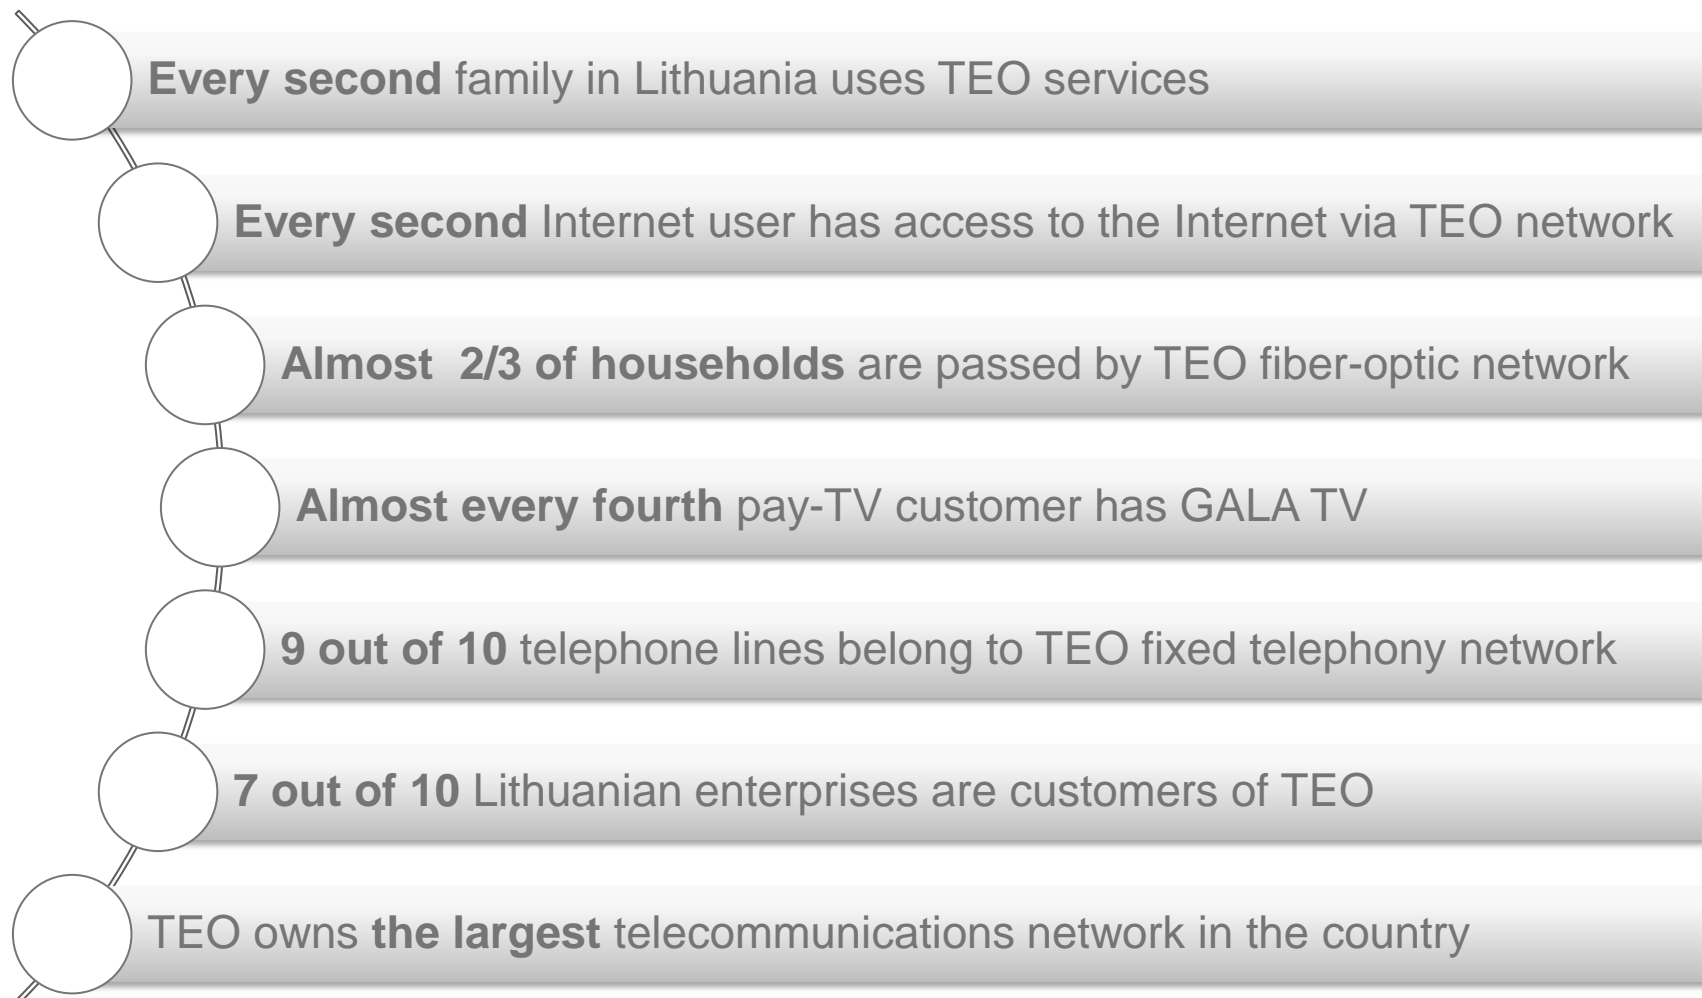 Every second family in Lithuania uses TEO services
Every second Internet user has access to the Internet via TEO network
Almost 2/3 of households are passed by TEO fiber-optic network
Almost every fourth pay-TV customer has GALA TV
9 out of 10 telephone lines belong to TEO fixed telephony network
7 out of 10 Lithuanian enterprises are customers of TEO
TEO owns the largest telecommunications network in the country